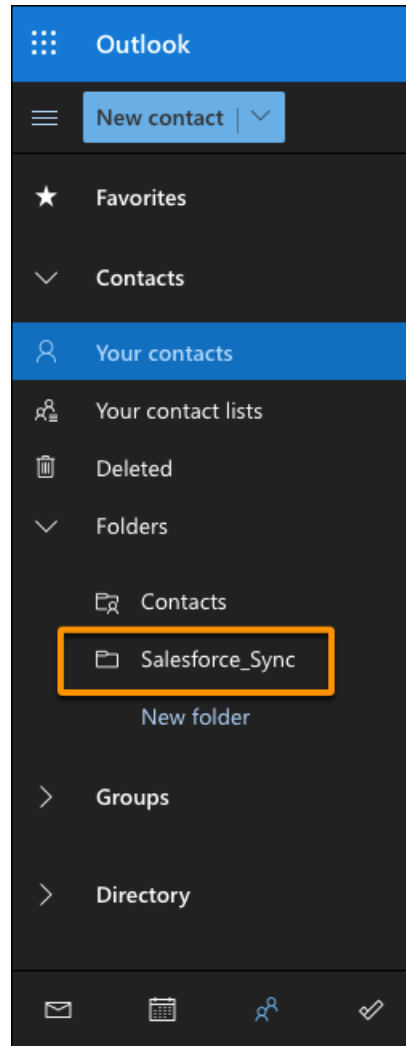 Outlook
New contact
Favorites
Contacts
Your contacts
Your contact lists
Deleted
Folders
Contacts
Salesforce_Sync
New folder
Groups
Directory